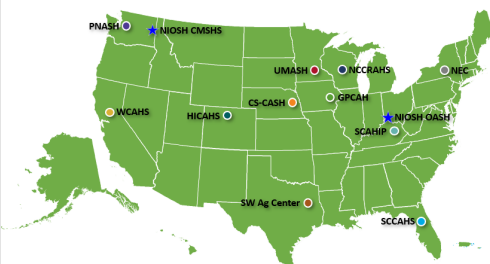 PNASH
NIOSH CMSHS
UMASH
NCCRAHS
NEC
CS-CASH
GPCAH
WCAHS
HICAHS
NIOSH OASH
SCAHIP
SW Ag Center
SCCAHS